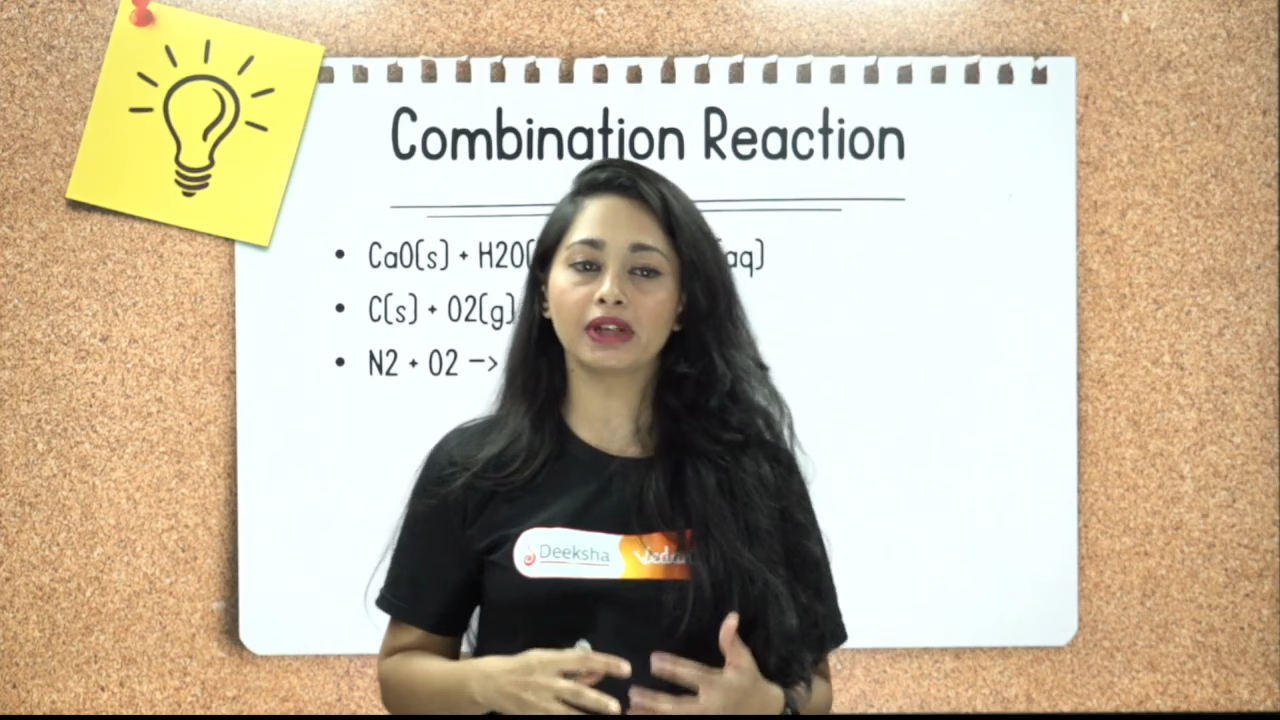 Combination Reaction
• CaO(s) + H2O( aq)
• C(s) + O2(g)
• N2 + O2 ->
Deeksha